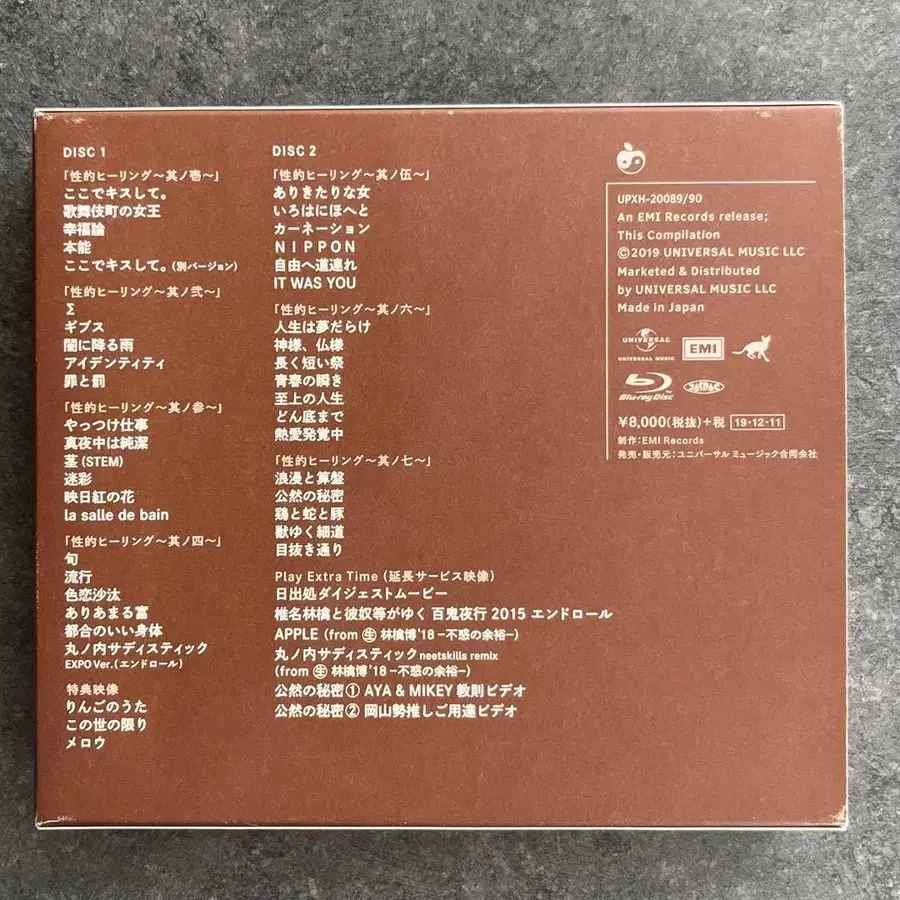 DISC 1
「性的ヒーリング〜其ノ壱〜」
ここでキスして。
歌舞伎町の女王
幸福論
本能
ここでキスして。(別バージョン)
「性的ヒーリング〜其ノ弐〜」
Σ
ギブス
闇に降る雨
アイデンティティ
罪と罰
「性的ヒーリング〜其ノ参〜」
やっつけ仕事
真夜中は純潔
茎(STEM)
迷彩
映日紅の花
la salle de bain
「性的ヒーリング〜其ノ四〜」
旬
流行
色恋沙汰
ありあまる富
都合のいい身体
丸ノ内サディスティック
EXPO Ver.(エンドロール)
特典映像
りんごのうた
この世の限り
メロウ
DISC 2
「性的ヒーリング〜其ノ伍〜」
ありきたりな女
いろはにほへと
カーネーション
NIPPON
自由へ道連れ
IT WAS YOU
「性的ヒーリング〜其ノ六〜」
人生は夢だらけ
神様、仏様
長く短い祭
青春の瞬き
至上の人生
どん底まで
熱愛発覚中
「性的ヒーリング〜其ノ七〜」
浪漫と算盤
公然の秘密
鶏と蛇と豚
獣ゆく細道
目抜き通り
Play Extra Time (延長サービス映像)
日出処ダイジェストムービー
椎名林檎と彼奴等がゆく 百鬼夜行 2015 エンドロール
APPLE (from ㊤ 林檎博'18 −不惑の余裕−)
丸ノ内サディスティック neetskills remix
(from 生 林檎博'18 −不惑の余裕−)
公然の秘密① AYA & MIKEY 教則ビデオ
公然の秘密② 岡山勢推しご用達ビデオ
UPXH-20089/90
An EMI Records release;
This Compilation
©2019 UNIVERSAL MUSIC LLC
Marketed & Distributed
by UNIVERSAL MUSIC LLC
Made in Japan
UNIVERSAL
UNIVERSAL MUSIC
EMI
Blu-ray Disc
JASRAC
¥8,000(税抜)+税 19・12・11
制作:EMI Records
発売・販売元:ユニバーサル ミュージック合同会社